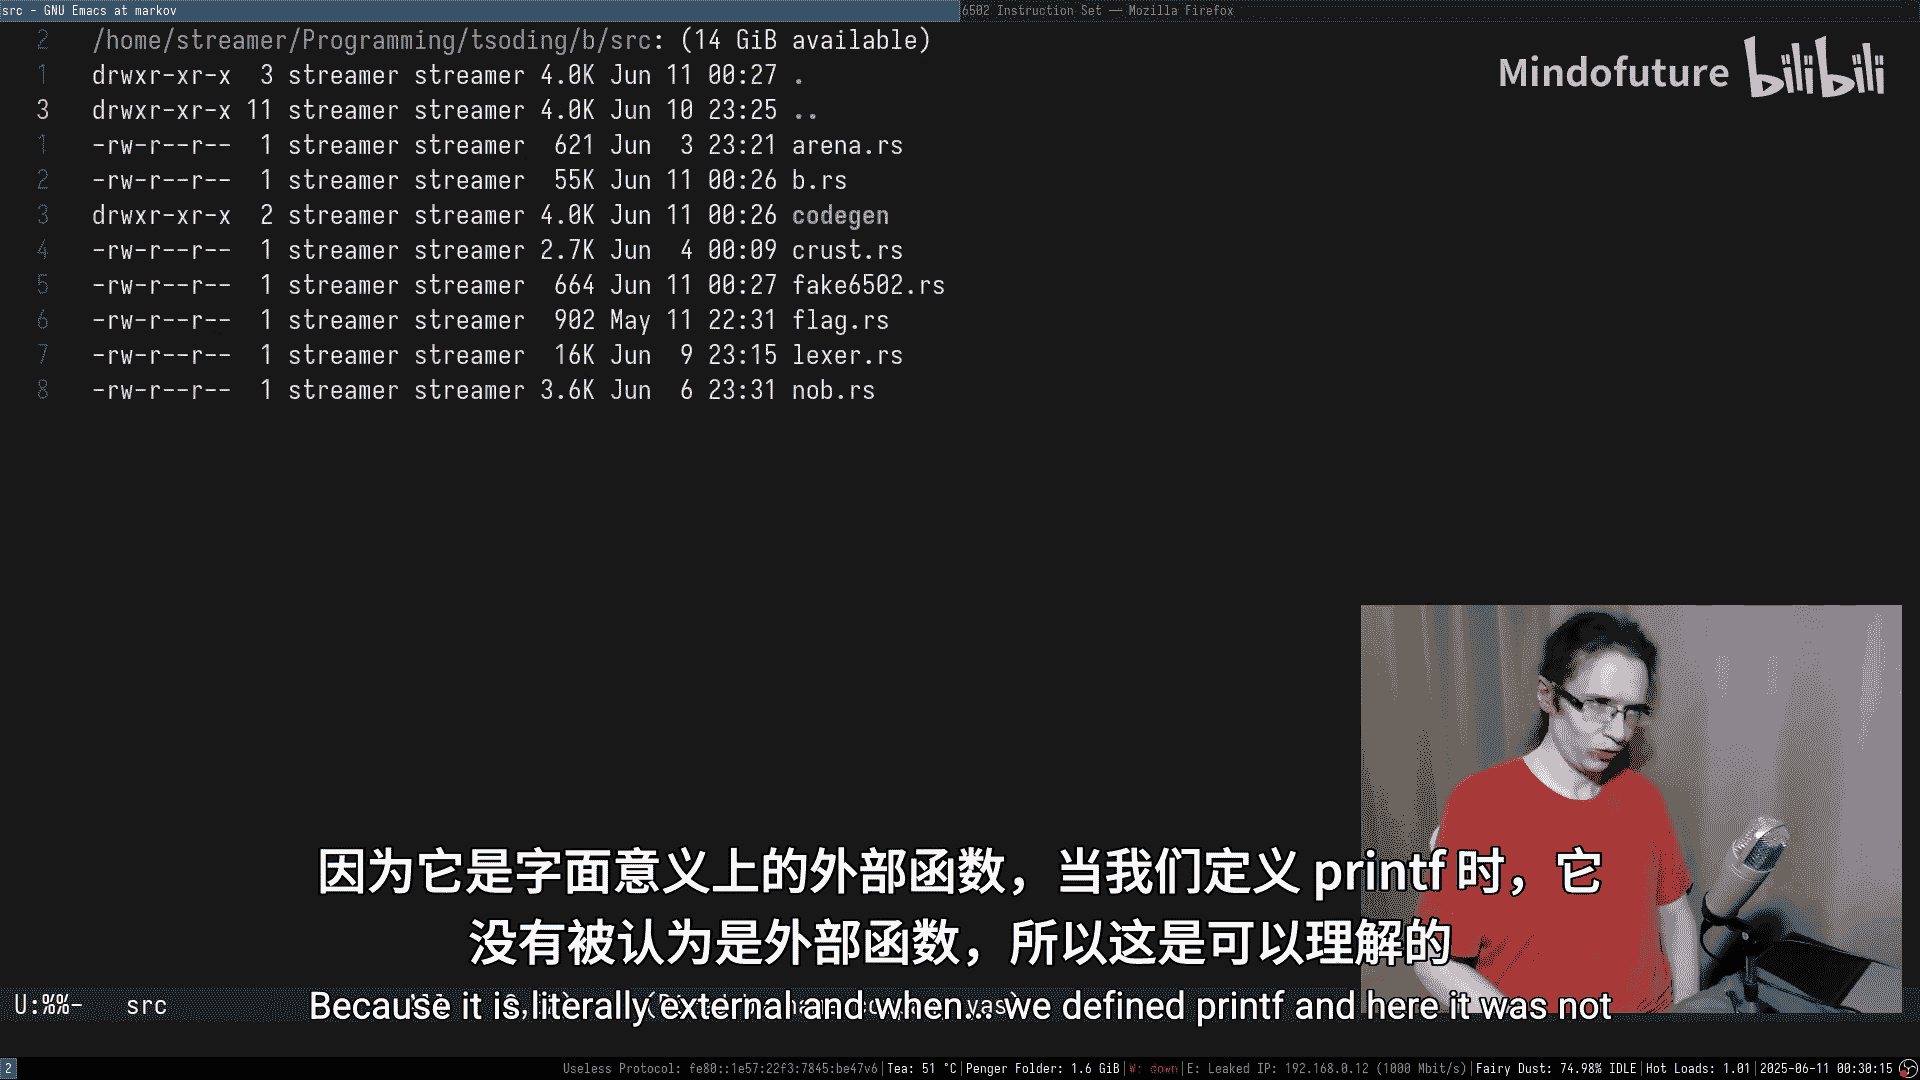 src - GNU Emacs at markov
6502 Instruction Set — Mozilla Firefox
2 /home/streamer/Programming/tsoding/b/src: (14 GiB available)
1 drwxr-xr-x 3 streamer streamer 4.0K Jun 11 00:27 .
3 drwxr-xr-x 11 streamer streamer 4.0K Jun 10 23:25 ..
1 -rw-r--r-- 1 streamer streamer 621 Jun 3 23:21 arena.rs
2 -rw-r--r-- 1 streamer streamer 55K Jun 11 00:26 b.rs
3 drwxr-xr-x 2 streamer streamer 4.0K Jun 11 00:26 codegen
4 -rw-r--r-- 1 streamer streamer 2.7K Jun 4 00:09 crust.rs
5 -rw-r--r-- 1 streamer streamer 664 Jun 11 00:27 fake6502.rs
6 -rw-r--r-- 1 streamer streamer 902 May 11 22:31 flag.rs
7 -rw-r--r-- 1 streamer streamer 16K Jun 9 23:15 lexer.rs
8 -rw-r--r-- 1 streamer streamer 3.6K Jun 6 23:31 nob.rs
Mindofuture bilibili
因为它是字面意义上的外部函数，当我们定义 printf 时，它
没有被认为是外部函数，所以这是可以理解的
U:%%- src
Because it is literally external and when... we defined printf and here it was not
2
Useless Protocol: fe80::1e57:22f3:7845:be47%6|Tea: 51 °C|Penger Folder: 1.6 GiB|W: down|E: Leaked IP: 192.168.0.12 (1000 Mbit/s)|Fairy Dust: 74.98% IDLE|Hot Loads: 1.01|2025-06-11 00:30:15